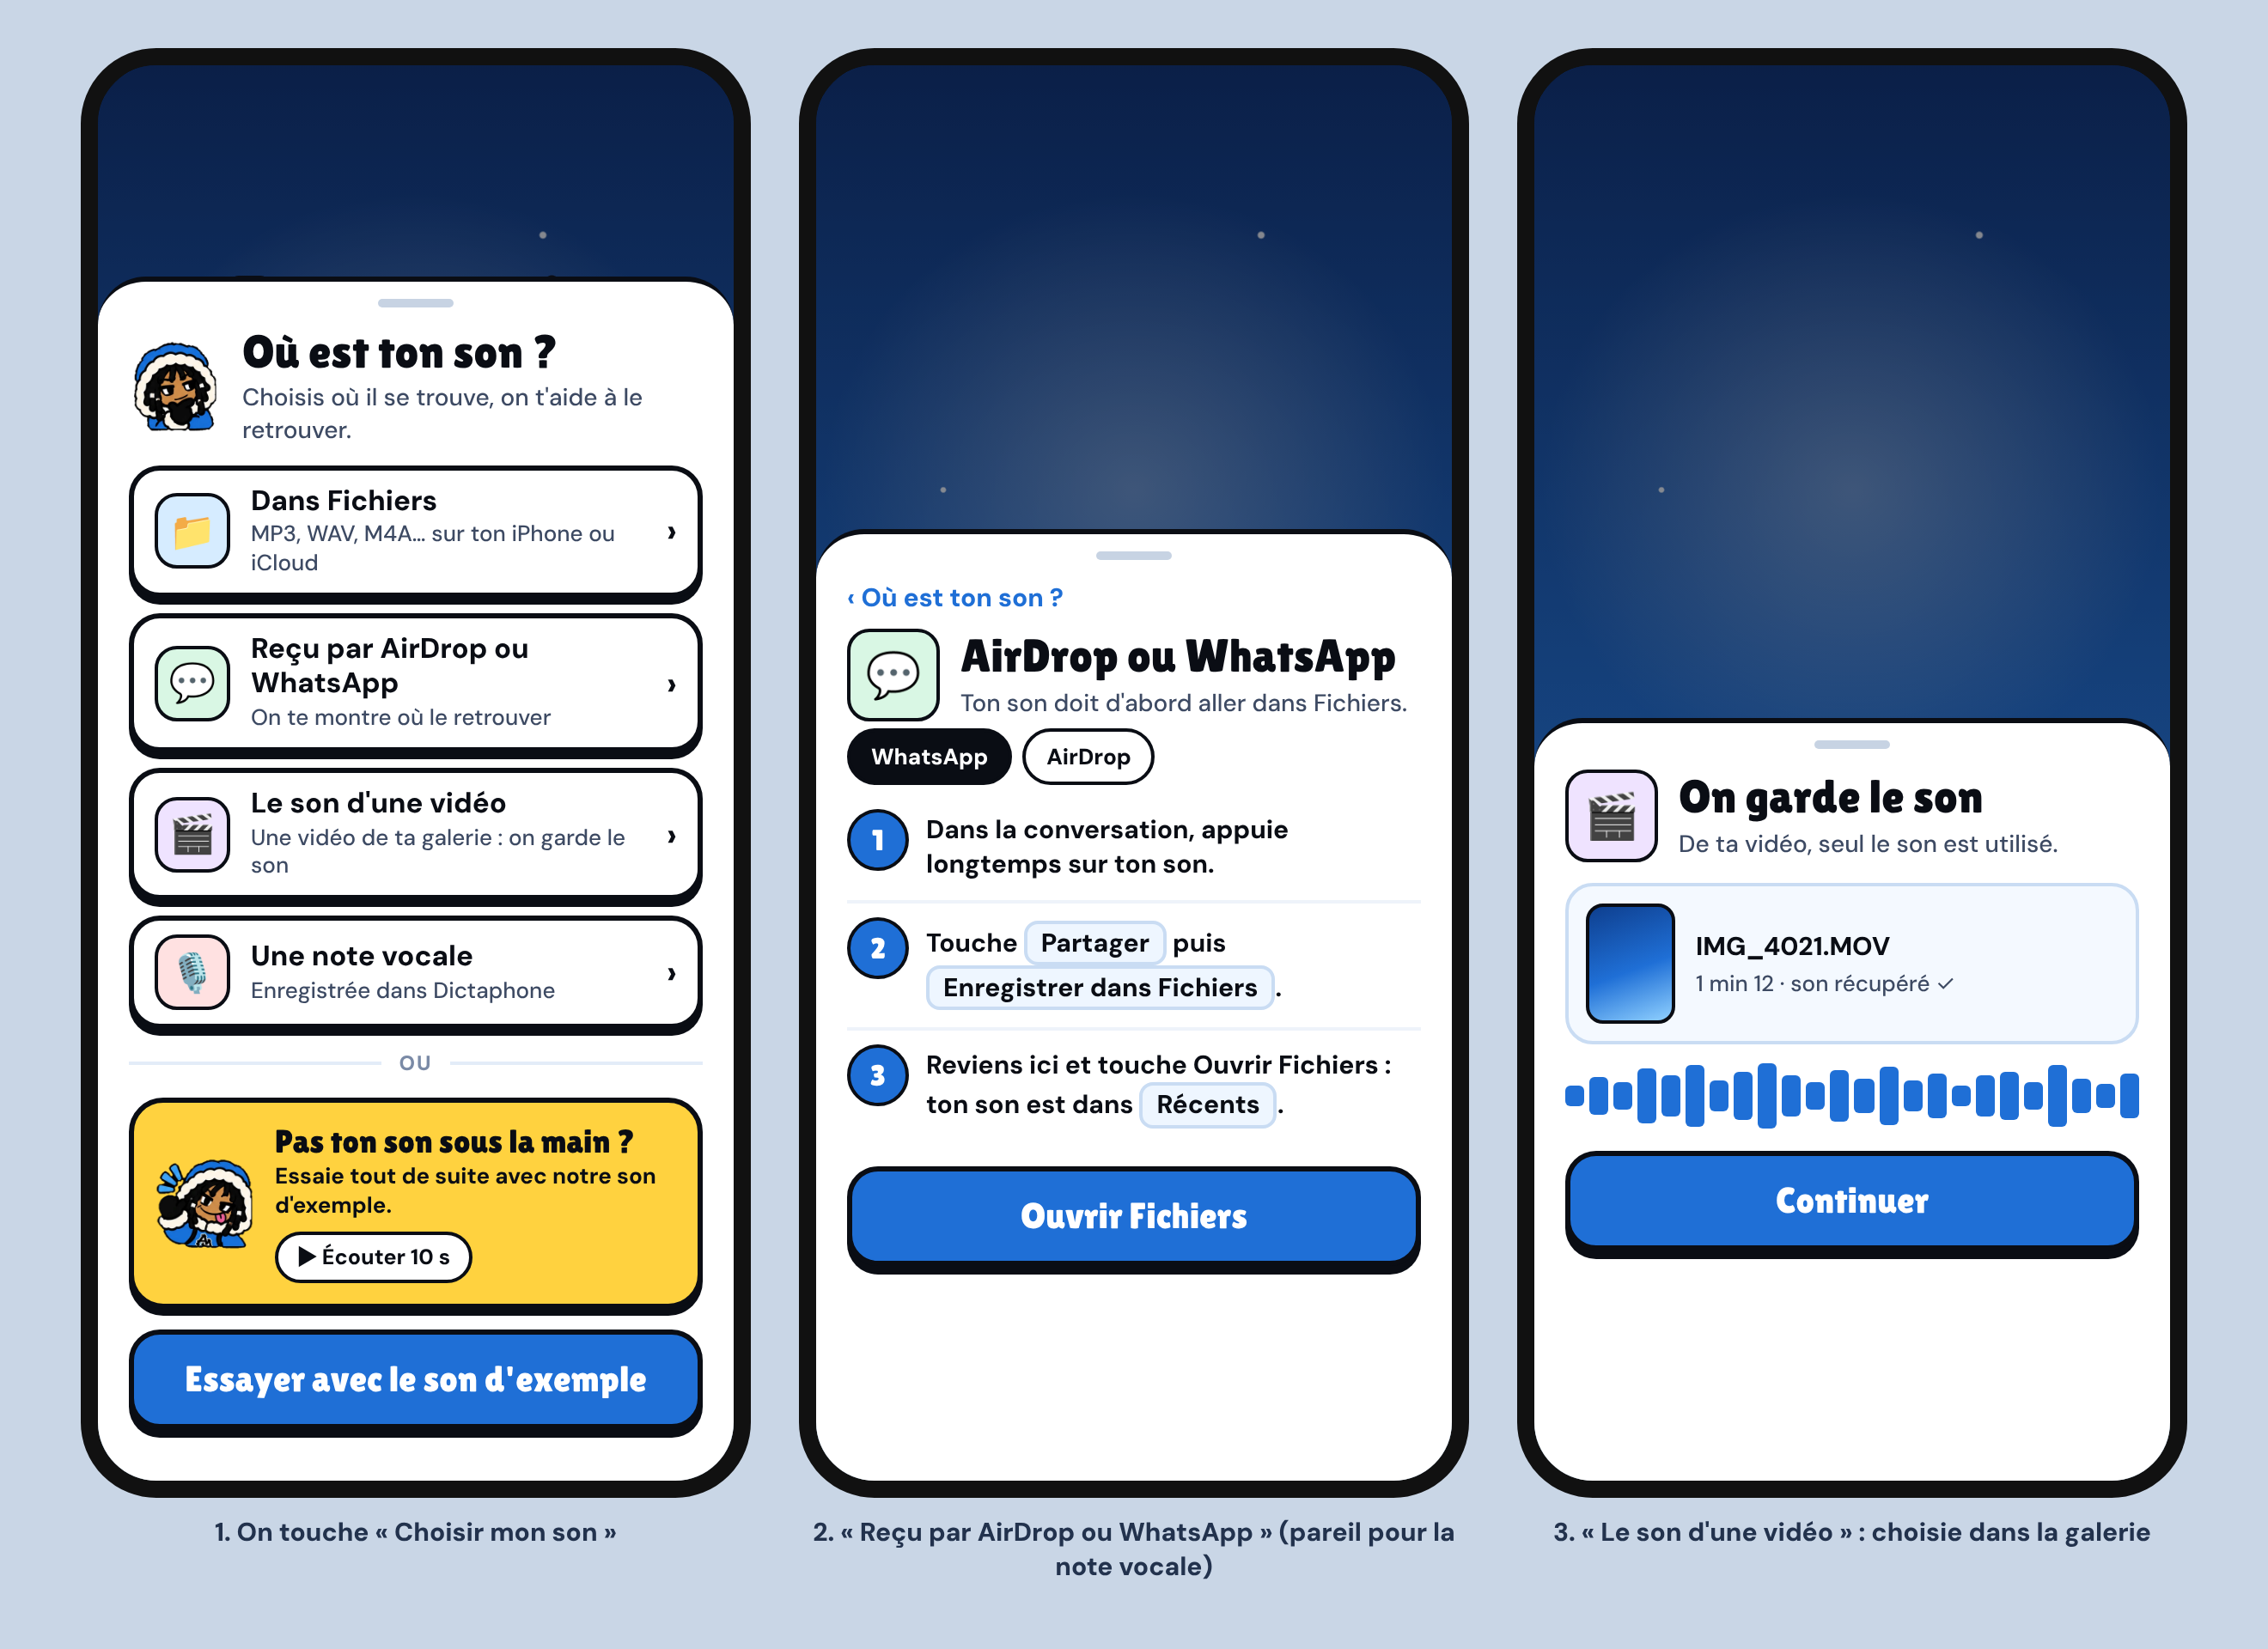 Où est ton son ?
Choisis où il se trouve, on t'aide à le
retrouver.
Dans Fichiers
MP3, WAV, M4A... sur ton iPhone ou
iCloud
›
Reçu par AirDrop ou
WhatsApp
On te montre où le retrouver
›
Le son d'une vidéo
Une vidéo de ta galerie : on garde le
son
›
Une note vocale
Enregistrée dans Dictaphone
›
OU
Pas ton son sous la main ?
Essaie tout de suite avec notre son
d'exemple.
▶ Écouter 10 s
Essayer avec le son d'exemple
1. On touche « Choisir mon son »
‹ Où est ton son ?
AirDrop ou WhatsApp
Ton son doit d'abord aller dans Fichiers.
WhatsApp
AirDrop
1
Dans la conversation, appuie
longtemps sur ton son.
2
Touche Partager puis
Enregistrer dans Fichiers .
3
Reviens ici et touche Ouvrir Fichiers :
ton son est dans Récents .
Ouvrir Fichiers
2. « Reçu par AirDrop ou WhatsApp » (pareil pour la
note vocale)
On garde le son
De ta vidéo, seul le son est utilisé.
IMG_4021.MOV
1 min 12 · son récupéré ✓
Continuer
3. « Le son d'une vidéo » : choisie dans la galerie